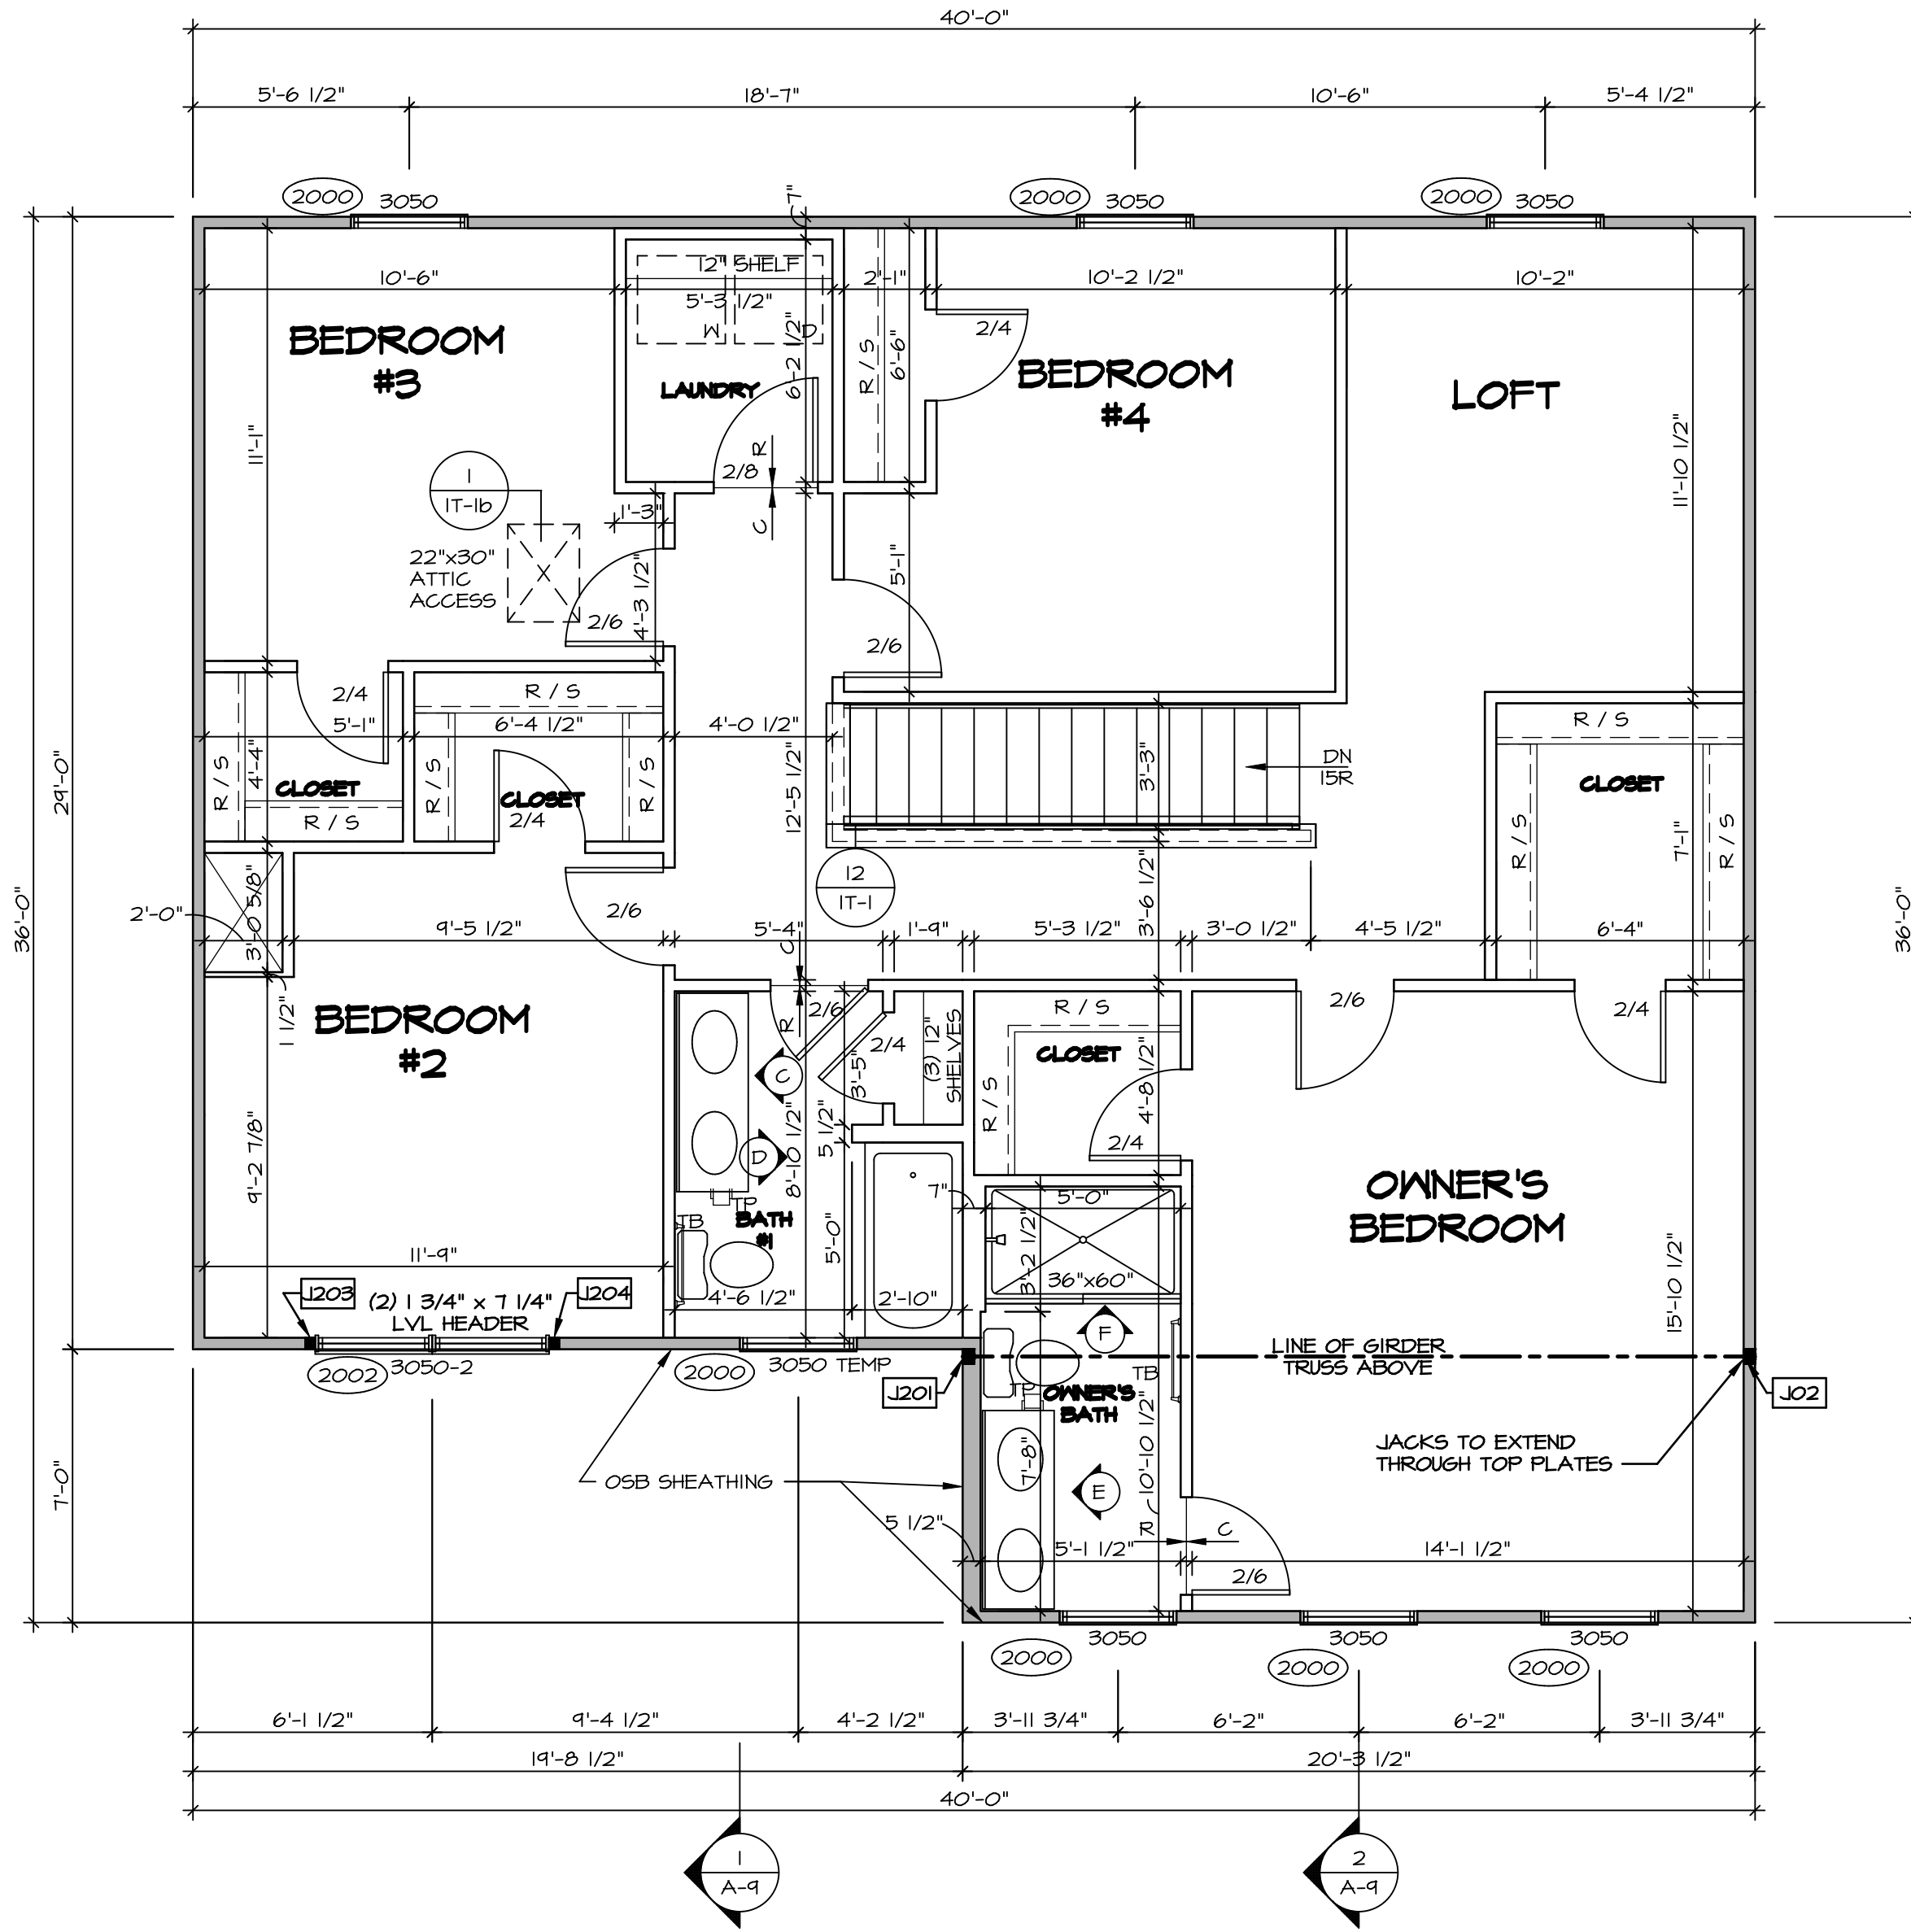 40'-0"
5'-6 1/2" 18'-7" 10'-6" 5'-4 1/2"
2000 3050 7" 2000 3050 2000 3050
12" SHELF
10'-6" 2'-1" 10'-2 1/2" 10'-2"
5'-3 1/2"
W D 2/4
BEDROOM
#3
6'-2 1/2"
R / S
6'-6"
BEDROOM
#4
LOFT
LAUNDRY
11'-1"
11'-10 1/2"
R
2/8
1
1T-1b
1'-3"
C
22"x30"
ATTIC
ACCESS
X
4'-3 1/2"
5'-1"
2/6
2/6
2/4
R / S
R / S
5'-1" 6'-4 1/2" 4'-0 1/2"
R / S
4'-4"
CLOSET
R / S
R / S
CLOSET
2/4
R / S
12'-5 1/2"
3'-3"
DN
15R
R / S
CLOSET
R / S
7'-1"
R / S
29'-0"
36'-0"
36'-0"
12
1T-1
3'-0 5/8"
2'-0"
2/6
3'-6 1/2"
9'-5 1/2" 5'-4" 1'-9" 5'-3 1/2" 3'-0 1/2" 4'-5 1/2" 6'-4"
C
1 1/2"
BEDROOM
#2
R
2/6
2/4
3'-5"
(3) 12"
SHELVES
R / S
CLOSET
R / S
4'-8 1/2"
2/4
2/6
2/4
C
D
5 1/2"
8'-10 1/2"
9'-2 7/8"
TP
TB
BATH
#1
5'-0"
7"
5'-0"
3'-2 1/2"
36"x60"
OWNER'S
BEDROOM
15'-10 1/2"
11'-9"
J203
(2) 1 3/4" x 7 1/4"
LVL HEADER
J204
4'-6 1/2" 2'-10"
F
LINE OF GIRDER
TRUSS ABOVE
2002 3050-2 2000 3050 TEMP
J201
TP
TB
OWNER'S
BATH
J02
7'-8"
10'-10 1/2"
JACKS TO EXTEND
THROUGH TOP PLATES
7'-0"
OSB SHEATHING
E
5 1/2"
R C
5'-1 1/2" 14'-1 1/2"
2/6
3050 3050 3050
2000 2000 2000
6'-1 1/2" 9'-4 1/2" 4'-2 1/2" 3'-11 3/4" 6'-2" 6'-2" 3'-11 3/4"
19'-8 1/2" 20'-3 1/2"
40'-0"
1
A-9
2
A-9